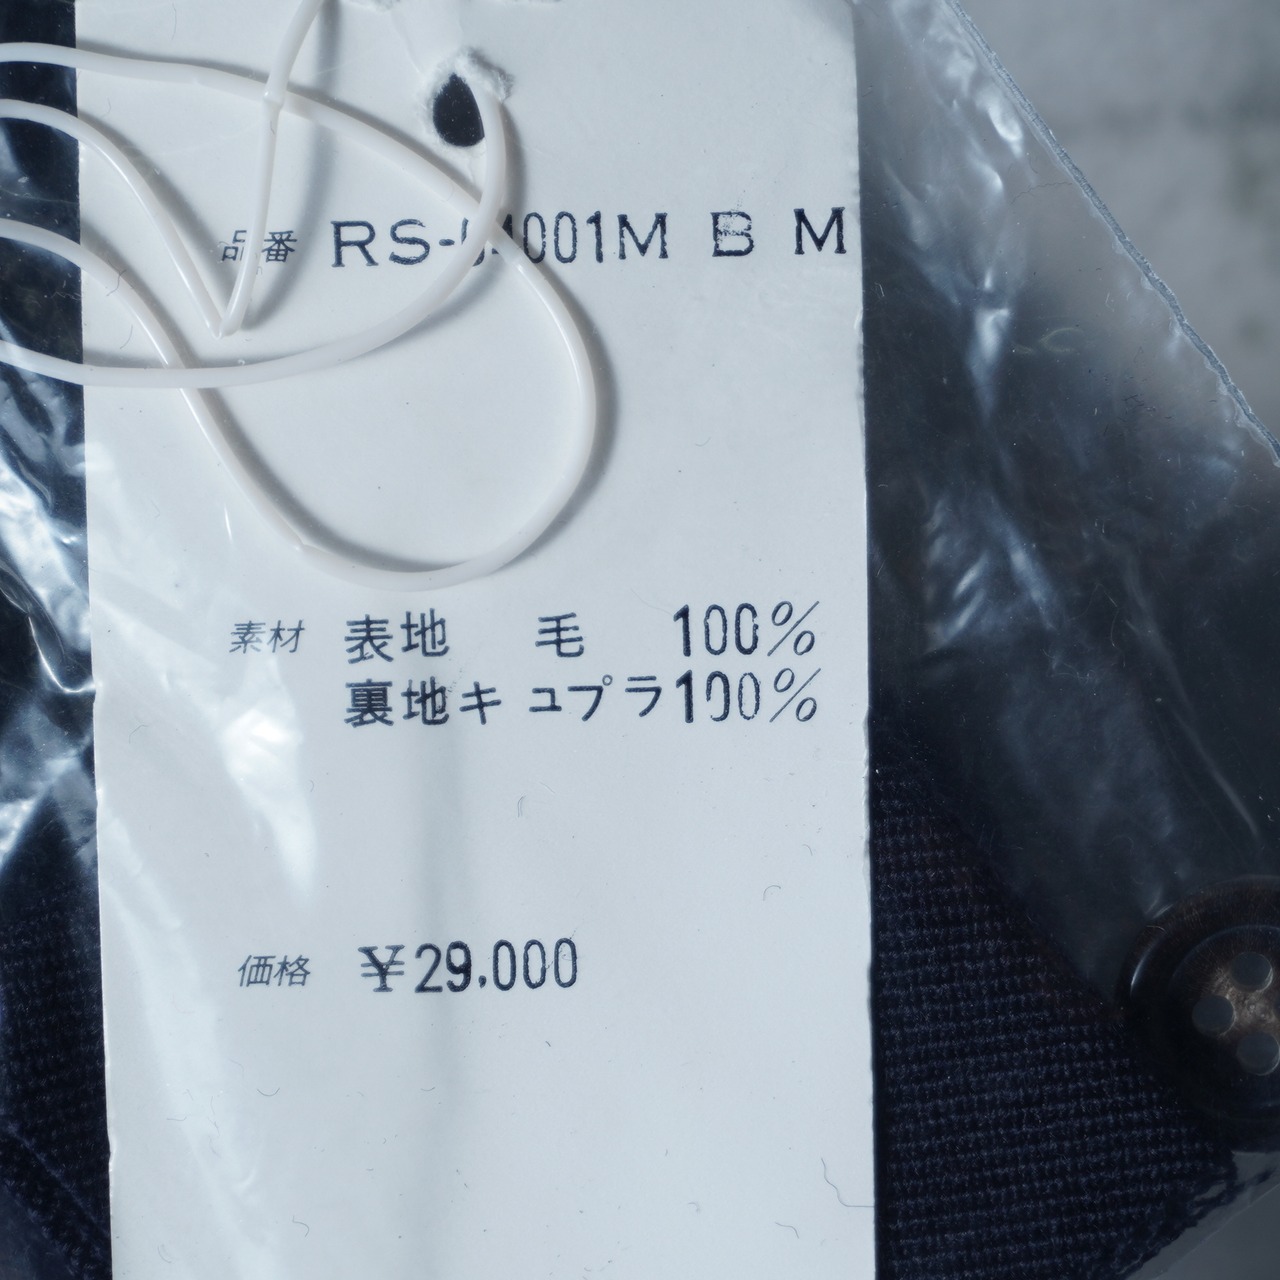 品番 RS-54001M B M
素材 表地 毛 100%
裏地キュプラ100%
価格 ¥29,000